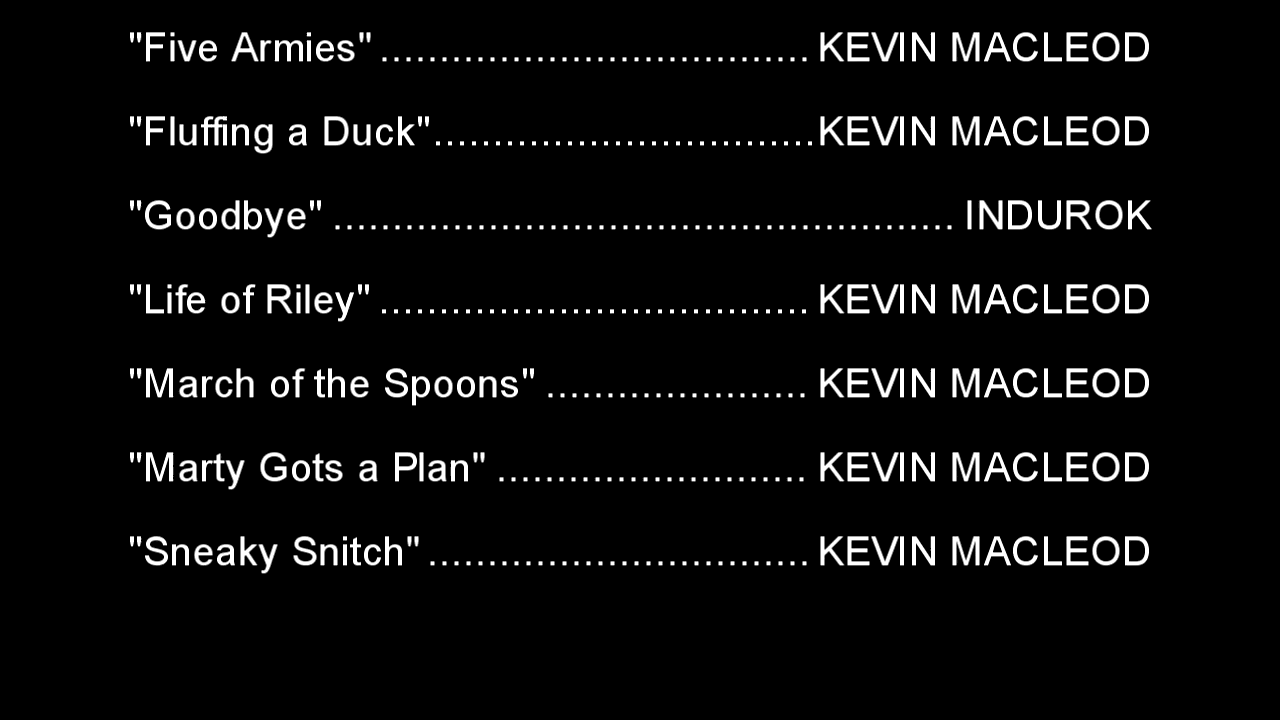 "Five Armies" .................................... KEVIN MACLEOD
"Fluffing a Duck"................................KEVIN MACLEOD
"Goodbye" .................................................... INDUROK
"Life of Riley" .................................... KEVIN MACLEOD
"March of the Spoons" ...................... KEVIN MACLEOD
"Marty Gots a Plan" .......................... KEVIN MACLEOD
"Sneaky Snitch" ................................ KEVIN MACLEOD